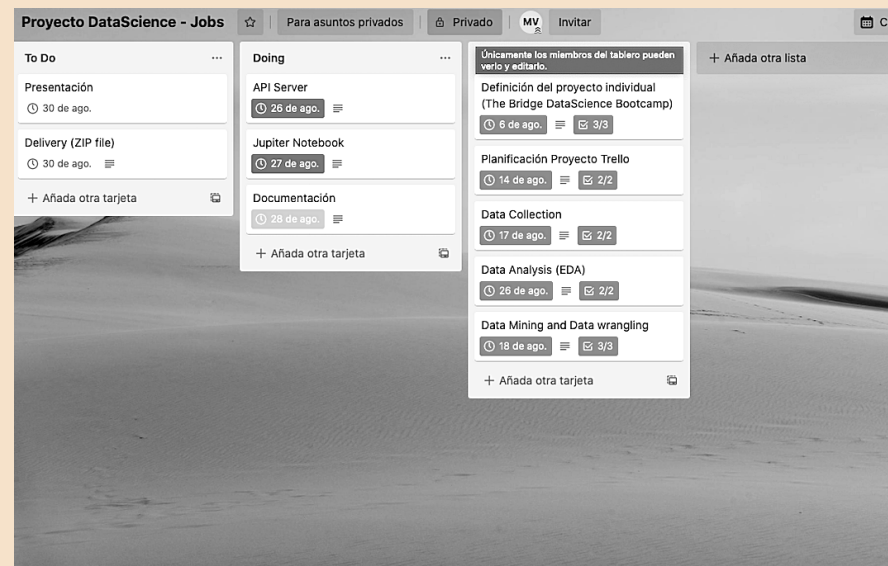 Proyecto DataScience - Jobs
Para asuntos privados
Privado
MV
Invitar
To Do
Presentación
30 de ago.
Delivery (ZIP file)
30 de ago.
+ Añada otra tarjeta
Doing
API Server
26 de ago.
Jupiter Notebook
27 de ago.
Documentación
28 de ago.
+ Añada otra tarjeta
Únicamente los miembros del tablero pueden
verlo y editarlo.
Definición del proyecto individual
(The Bridge DataScience Bootcamp)
6 de ago. 3/3
Planificación Proyecto Trello
14 de ago. 2/2
Data Collection
17 de ago. 2/2
Data Analysis (EDA)
26 de ago. 2/2
Data Mining and Data wrangling
18 de ago. 3/3
+ Añada otra tarjeta
+ Añada otra lista